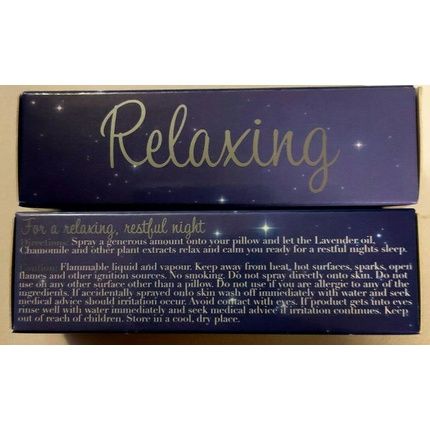 Relaxing
For a relaxing, restful night
Directions: Spray a generous amount onto your pillow and let the Lavender oil,
Chamomile and other plant extracts relax and calm you ready for a restful nights sleep.
Caution: Flammable liquid and vapour. Keep away from heat, hot surfaces, sparks, open
flames and other ignition sources. No smoking. Do not spray directly onto skin. Do not
use on any other surface other than a pillow. Do not use if you are allergic to any of the
ingredients. If accidentally sprayed onto skin wash off immediately with water and seek
medical advice should irritation occur. Avoid contact with eyes. If product gets into eyes
rinse well with water immediately and seek medical advice if irritation continues. Keep
out of reach of children. Store in a cool, dry place.